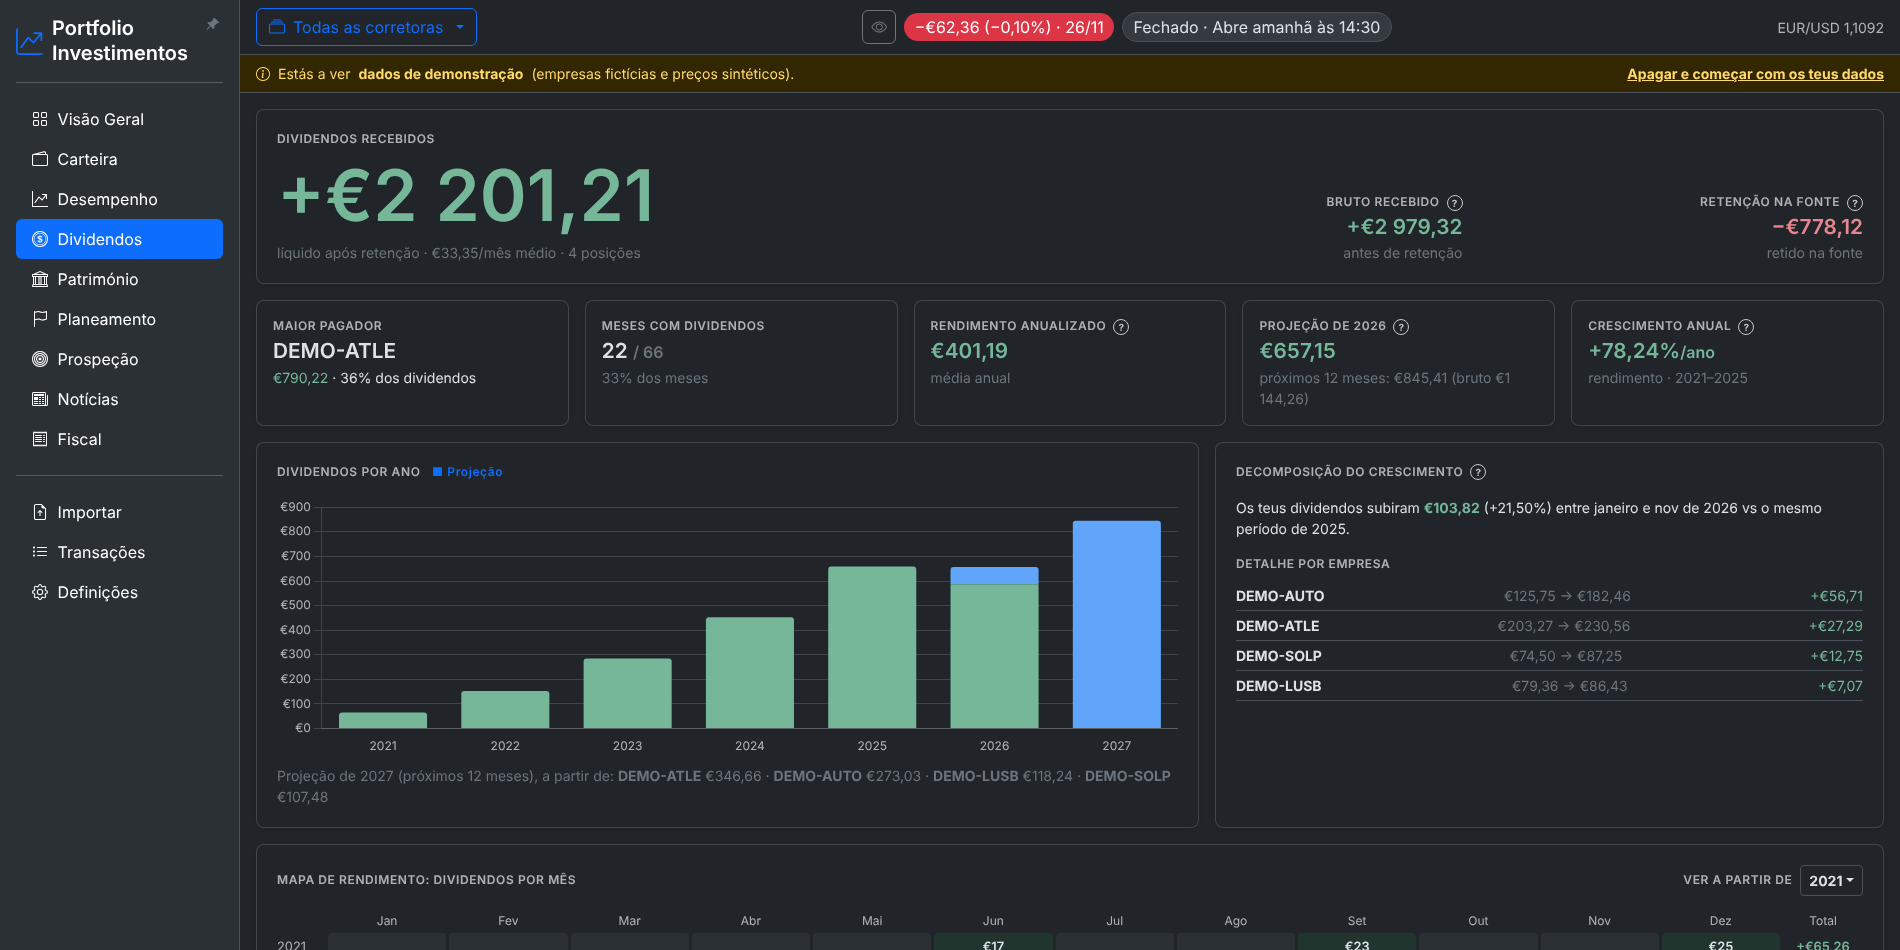 Portfolio
Investimentos
Visão Geral
Carteira
Desempenho
Dividendos
Património
Planeamento
Prospeção
Notícias
Fiscal
Importar
Transações
Definições
Todas as corretoras
−€62,36 (−0,10%) · 26/11
Fechado · Abre amanhã às 14:30
EUR/USD 1,1092
Estás a ver dados de demonstração (empresas fictícias e preços sintéticos).
Apagar e começar com os teus dados
DIVIDENDOS RECEBIDOS
+€2 201,21
líquido após retenção · €33,35/mês médio · 4 posições
BRUTO RECEBIDO ?
+€2 979,32
antes de retenção
RETENÇÃO NA FONTE ?
−€778,12
retido na fonte
MAIOR PAGADOR
DEMO-ATLE
€790,22 · 36% dos dividendos
MESES COM DIVIDENDOS
22 / 66
33% dos meses
RENDIMENTO ANUALIZADO ?
€401,19
média anual
PROJEÇÃO DE 2026 ?
€657,15
próximos 12 meses: €845,41 (bruto €1
144,26)
CRESCIMENTO ANUAL ?
+78,24%/ano
rendimento · 2021–2025
DIVIDENDOS POR ANO Projeção
€900
€800
€700
€600
€500
€400
€300
€200
€100
€0
2021 2022 2023 2024 2025 2026 2027
Projeção de 2027 (próximos 12 meses), a partir de: DEMO-ATLE €346,66 · DEMO-AUTO €273,03 · DEMO-LUSB €118,24 · DEMO-SOLP
€107,48
DECOMPOSIÇÃO DO CRESCIMENTO ?
Os teus dividendos subiram €103,82 (+21,50%) entre janeiro e nov de 2026 vs o mesmo
período de 2025.
DETALHE POR EMPRESA
DEMO-AUTO €125,75 → €182,46 +€56,71
DEMO-ATLE €203,27 → €230,56 +€27,29
DEMO-SOLP €74,50 → €87,25 +€12,75
DEMO-LUSB €79,36 → €86,43 +€7,07
MAPA DE RENDIMENTO: DIVIDENDOS POR MÊS
VER A PARTIR DE 2021
Jan Fev Mar Abr Mai Jun Jul Ago Set Out Nov Dez Total
2021 €17 €23 €25 +€65,26